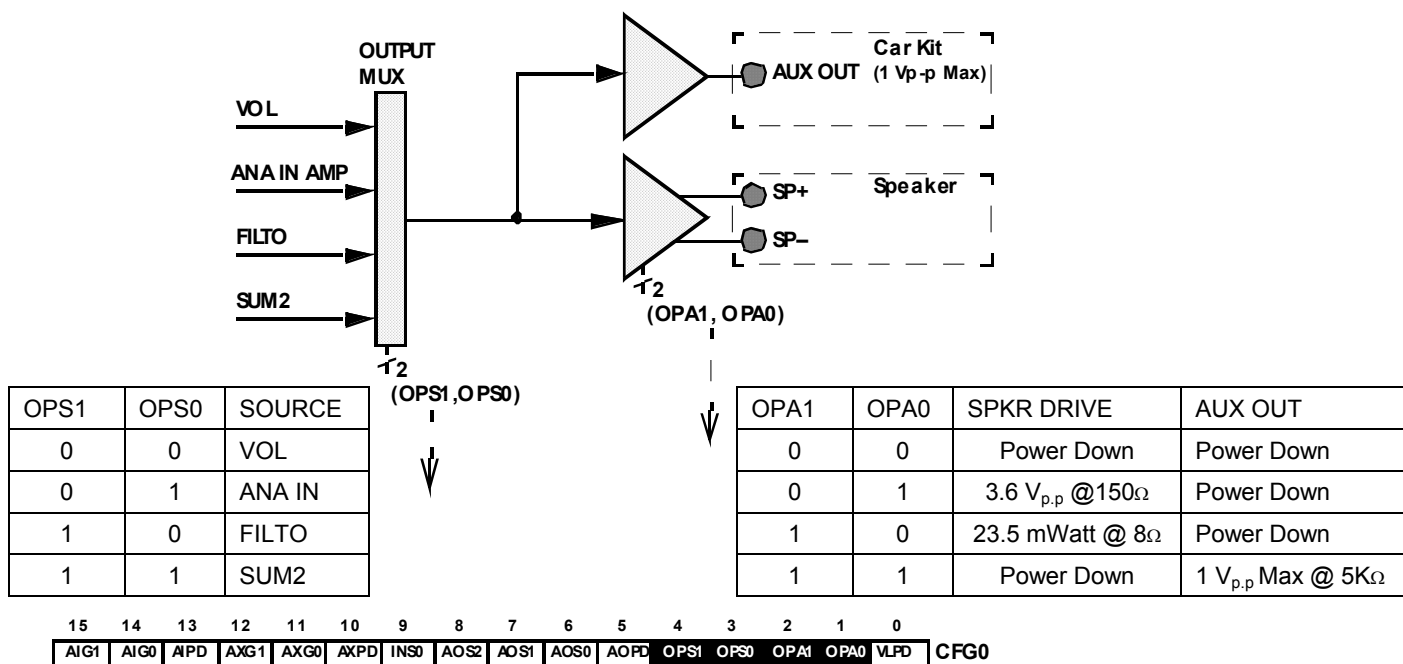 OUTPUT
MUX
VOL
ANA IN AMP
FILTO
SUM2
2
(OPS1,OPS0)
Car Kit
AUX OUT (1 Vp-p Max)
Speaker
SP+
SP–
2
(OPA1, OPA0)
OPS1 OPS0 SOURCE
0 0 VOL
0 1 ANA IN
1 0 FILTO
1 1 SUM2
OPA1 OPA0 SPKR DRIVE AUX OUT
0 0 Power Down Power Down
0 1 3.6 Vp.p @150Ω Power Down
1 0 23.5 mWatt @ 8Ω Power Down
1 1 Power Down 1 Vp.p Max @ 5KΩ
15 14 13 12 11 10 9 8 7 6 5 4 3 2 1 0
AIG1 AIG0 AIPD AXG1 AXG0 AXPD INS0 AOS2 AOS1 AOS0 AOPD OPS1 OPS0 OPA1 OPA0 VLPD CFG0